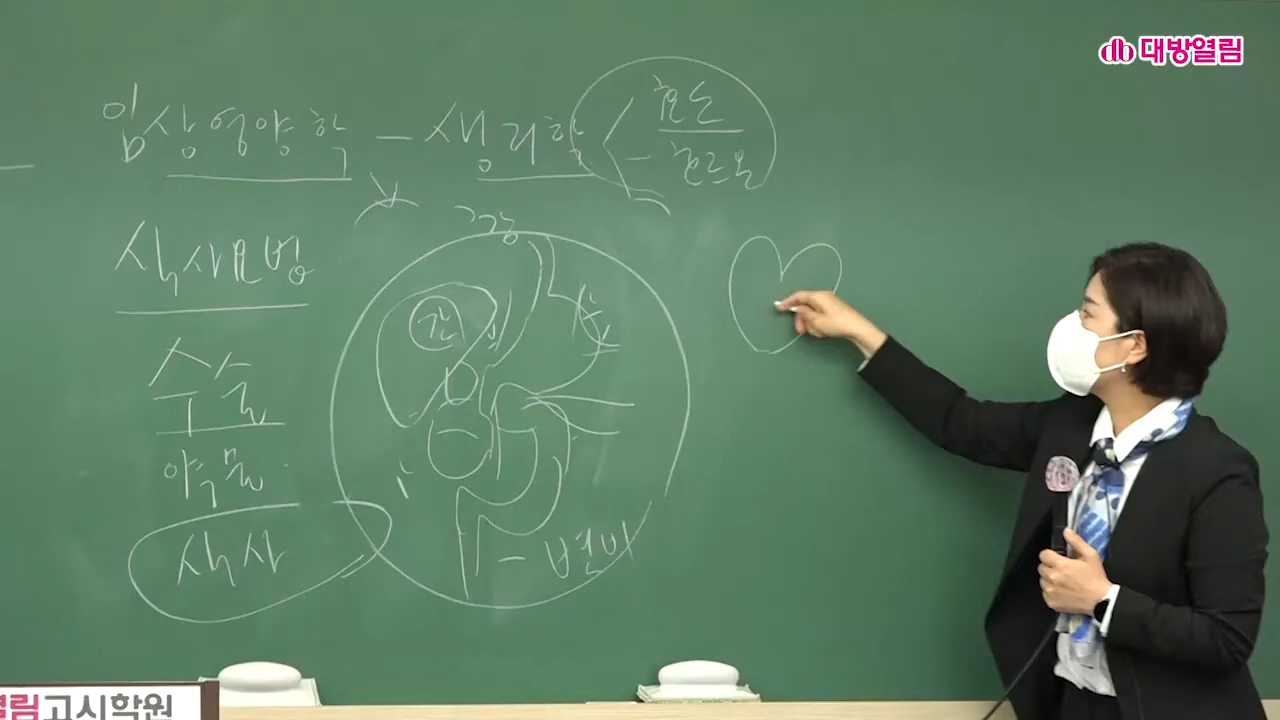 대방열림
임상영양학 - 생리학
효소
호르몬
식사요법
수술
약물
식사
간
변비
열림고시학원